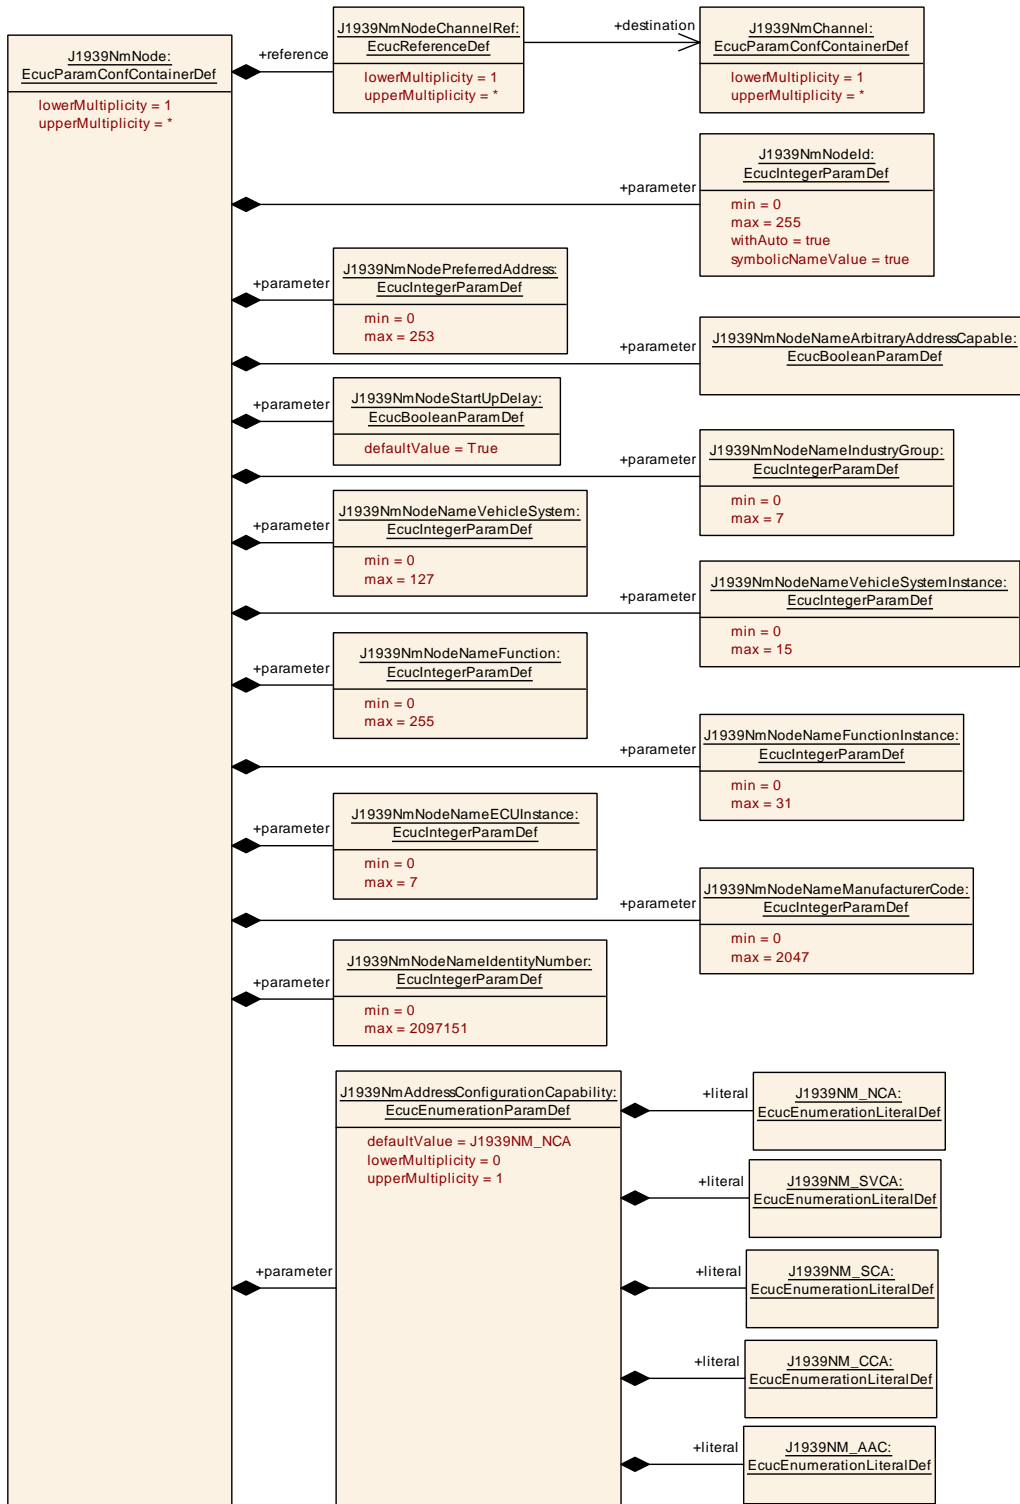 J1939NmNode:
EcucParamConfContainerDef
lowerMultiplicity = 1
upperMultiplicity = *
+reference
J1939NmNodeChannelRef:
EcucReferenceDef
lowerMultiplicity = 1
upperMultiplicity = *
+destination
J1939NmChannel:
EcucParamConfContainerDef
lowerMultiplicity = 1
upperMultiplicity = *
+parameter
J1939NmNodeId:
EcucIntegerParamDef
min = 0
max = 255
withAuto = true
symbolicNameValue = true
+parameter
J1939NmNodePreferredAddress:
EcucIntegerParamDef
min = 0
max = 253
+parameter
J1939NmNodeNameArbitraryAddressCapable:
EcucBooleanParamDef
+parameter
J1939NmNodeStartUpDelay:
EcucBooleanParamDef
defaultValue = True
+parameter
J1939NmNodeNameIndustryGroup:
EcucIntegerParamDef
min = 0
max = 7
+parameter
J1939NmNodeNameVehicleSystem:
EcucIntegerParamDef
min = 0
max = 127
+parameter
J1939NmNodeNameVehicleSystemInstance:
EcucIntegerParamDef
min = 0
max = 15
+parameter
J1939NmNodeNameFunction:
EcucIntegerParamDef
min = 0
max = 255
+parameter
J1939NmNodeNameFunctionInstance:
EcucIntegerParamDef
min = 0
max = 31
+parameter
J1939NmNodeNameECUInstance:
EcucIntegerParamDef
min = 0
max = 7
+parameter
J1939NmNodeNameManufacturerCode:
EcucIntegerParamDef
min = 0
max = 2047
+parameter
J1939NmNodeNameIdentityNumber:
EcucIntegerParamDef
min = 0
max = 2097151
+parameter
J1939NmAddressConfigurationCapability:
EcucEnumerationParamDef
defaultValue = J1939NM_NCA
lowerMultiplicity = 0
upperMultiplicity = 1
+literal
J1939NM_NCA:
EcucEnumerationLiteralDef
+literal
J1939NM_SVCA:
EcucEnumerationLiteralDef
+literal
J1939NM_SCA:
EcucEnumerationLiteralDef
+literal
J1939NM_CCA:
EcucEnumerationLiteralDef
+literal
J1939NM_AAC:
EcucEnumerationLiteralDef